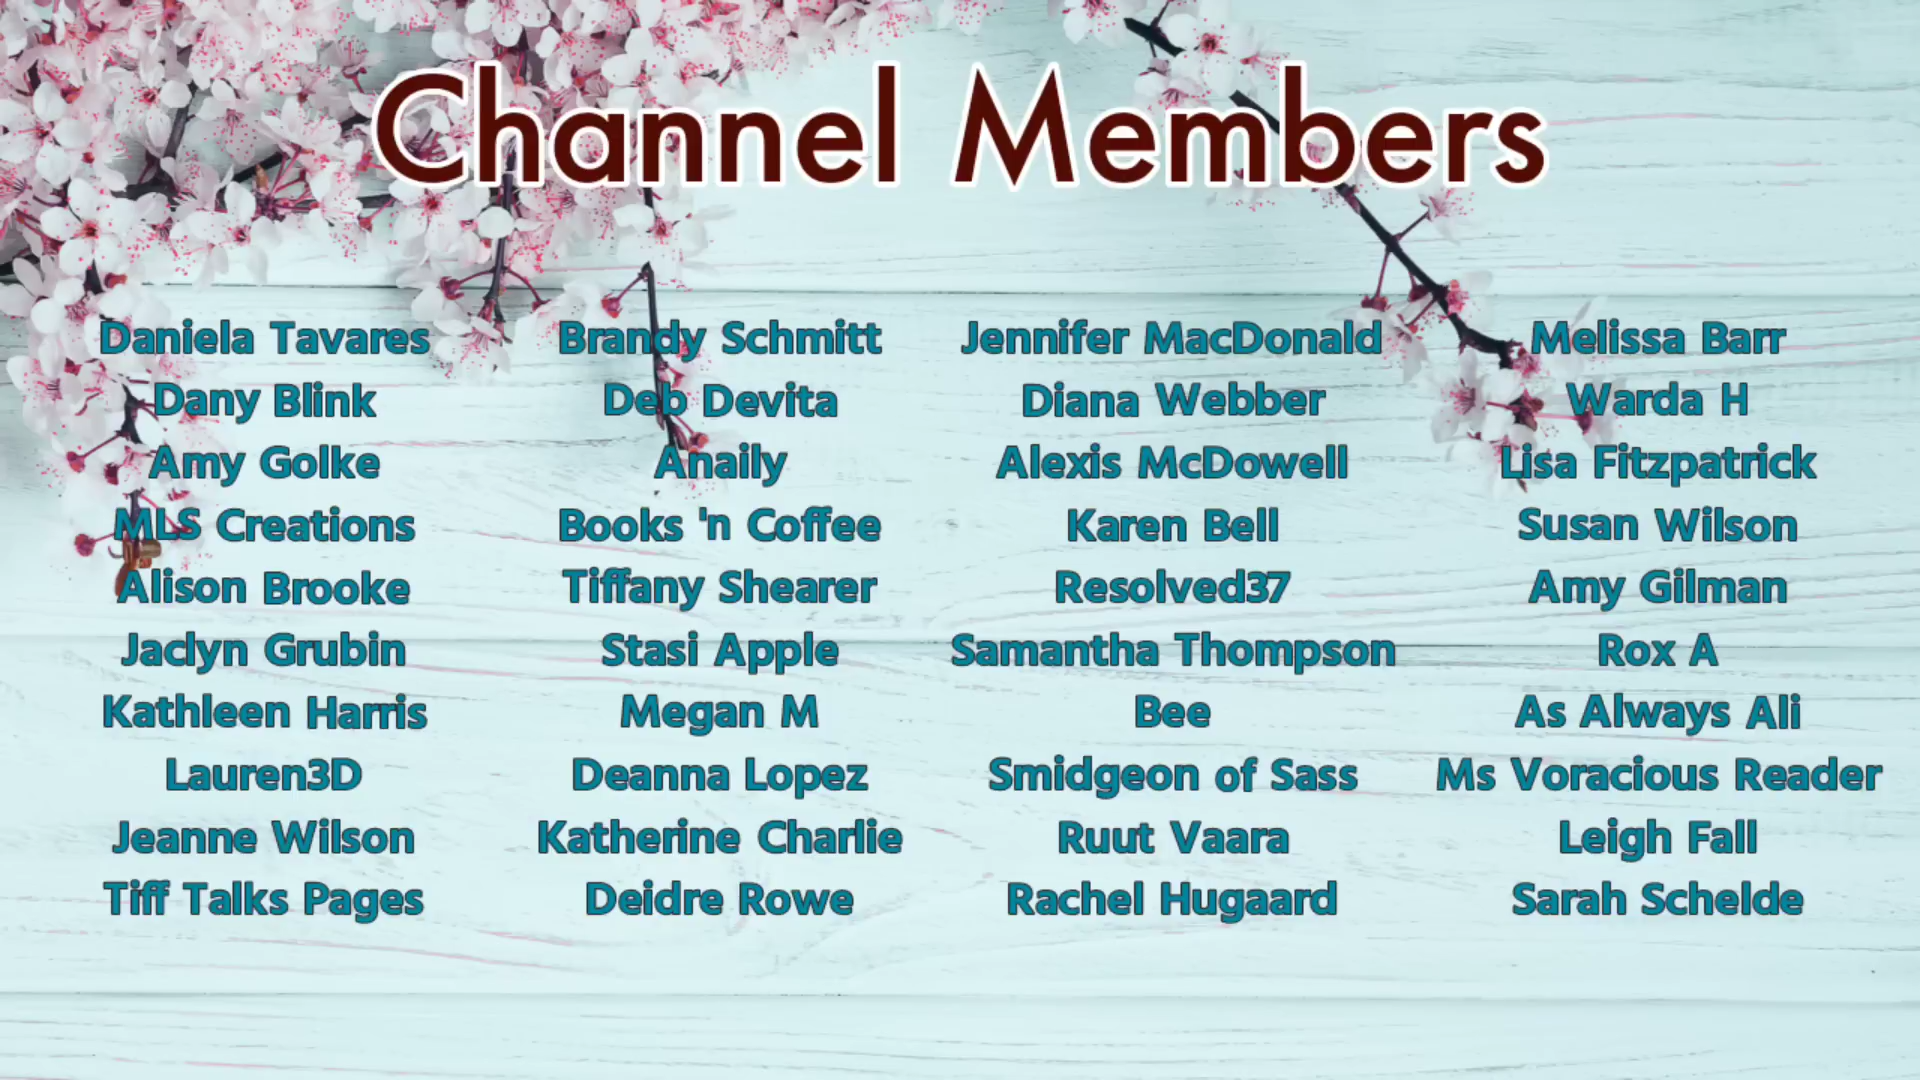 Channel Members
Daniela Tavares Brandy Schmitt Jennifer MacDonald Melissa Barr
Dany Blink Deb Devita Diana Webber Warda H
Amy Golke Anaily Alexis McDowell Lisa Fitzpatrick
MLS Creations Books 'n Coffee Karen Bell Susan Wilson
Alison Brooke Tiffany Shearer Resolved37 Amy Gilman
Jaclyn Grubin Stasi Apple Samantha Thompson Rox A
Kathleen Harris Megan M Bee As Always Ali
Lauren3D Deanna Lopez Smidgeon of Sass Ms Voracious Reader
Jeanne Wilson Katherine Charlie Ruut Vaara Leigh Fall
Tiff Talks Pages Deidre Rowe Rachel Hugaard Sarah Schelde